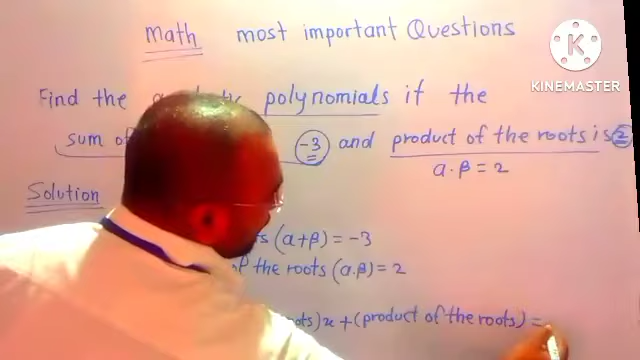 Math most important Questions
K
KINEMASTER
Find the polynomials if the
sum of -3 and product of the roots is 2
a.β = 2
Solution
(a+β) = -3
of the roots (a.β) = 2
)x + (product of the roots) =